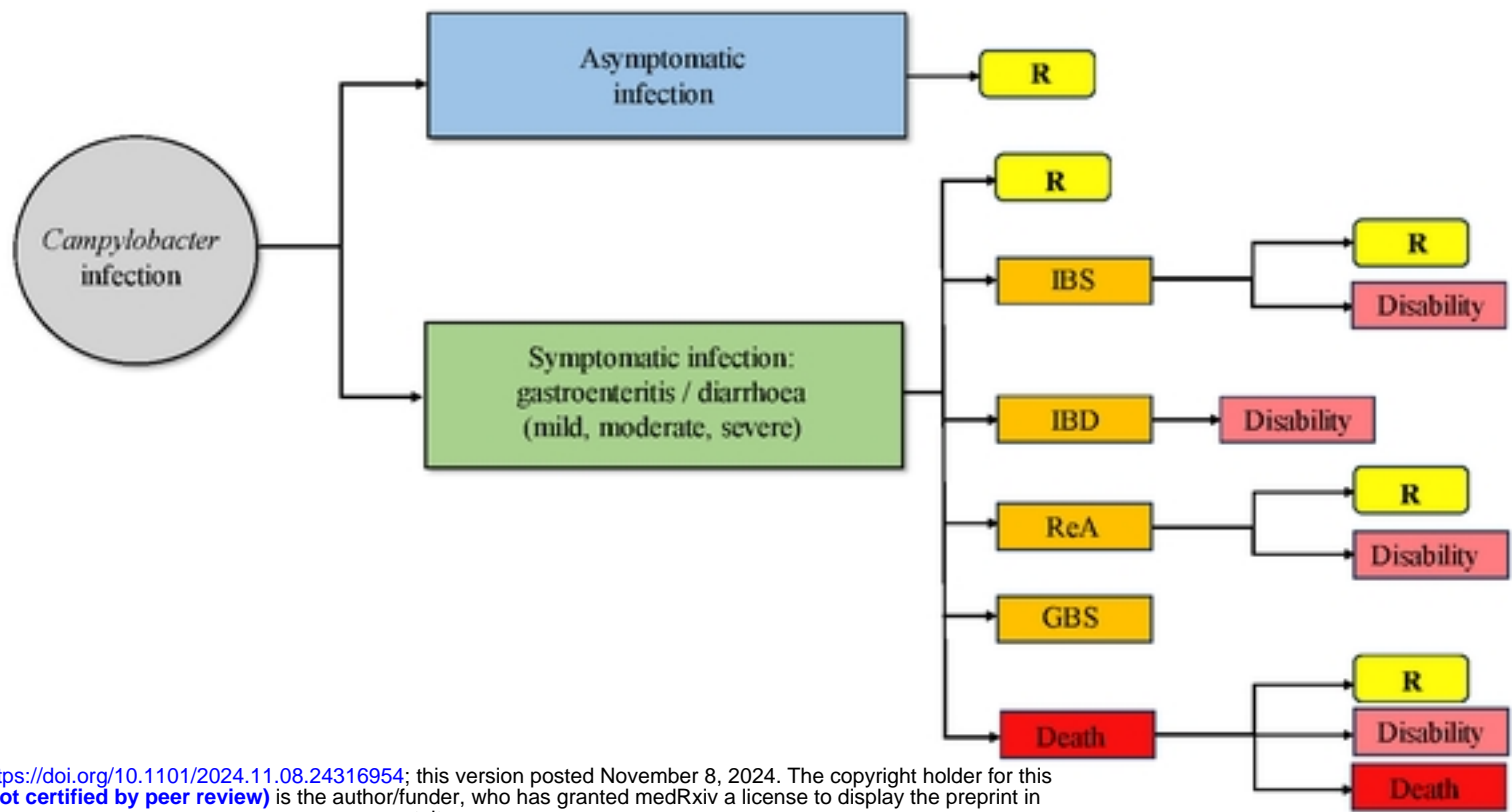 Asymptomatic
infection
R
Campylobacter
infection
Symptomatic infection:
gastroenteritis / diarrhoea
(mild, moderate, severe)
R
IBS
R
Disability
IBD
Disability
ReA
R
Disability
GBS
Death
R
Disability
Death
tps://doi.org/10.1101/2024.11.08.24316954; this version posted November 8, 2024. The copyright holder for this
ot certified by peer review) is the author/funder, who has granted medRxiv a license to display the preprint in